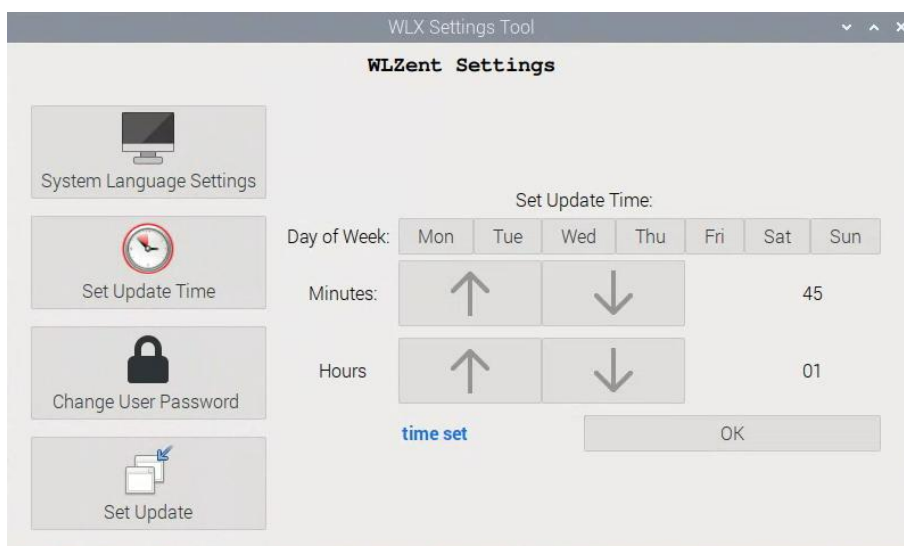 WLX Settings Tool
WLZent Settings
System Language Settings
Set Update Time
Change User Password
Set Update
Set Update Time:
Day of Week: Mon Tue Wed Thu Fri Sat Sun
Minutes: 45
Hours 01
time set OK